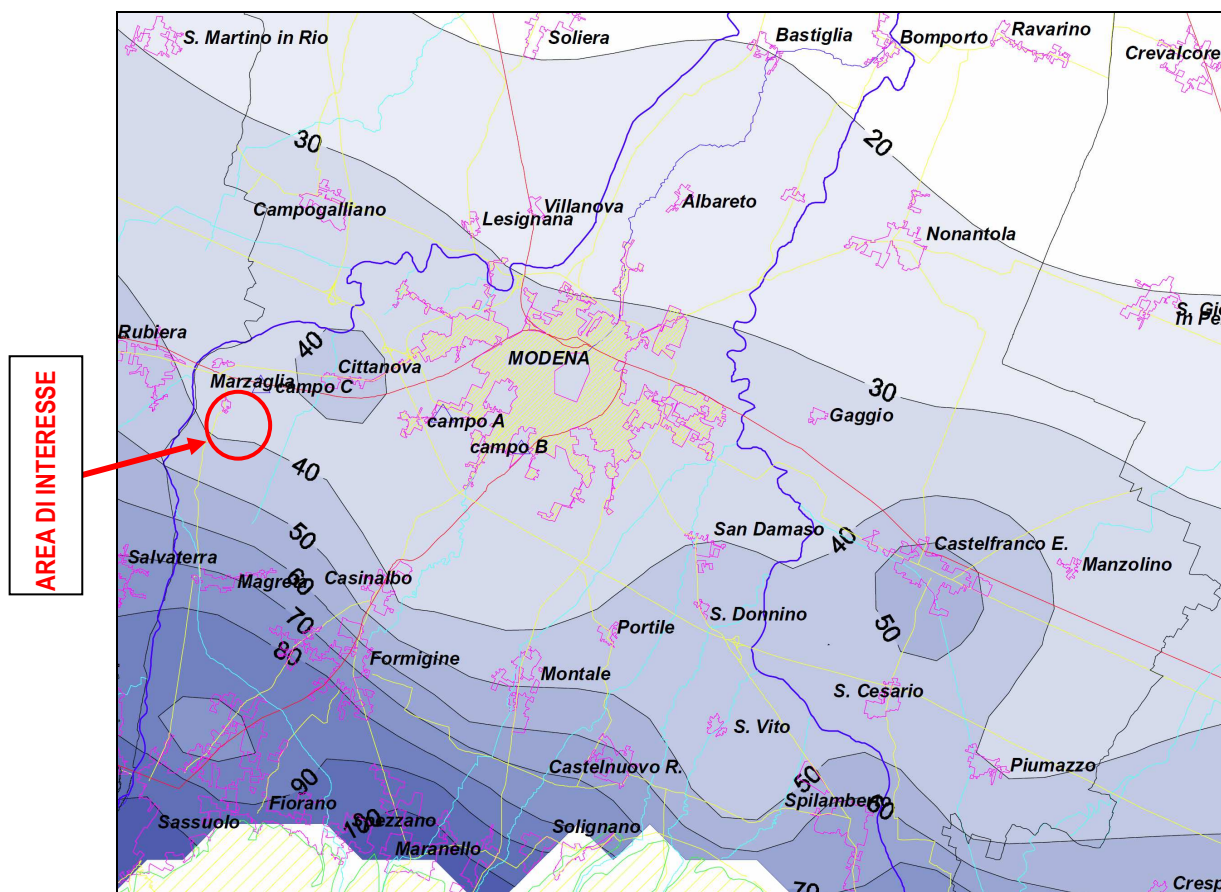 S. Martino in Rio
Soliera
Bastiglia
Bomporto
Ravarino
Crevalcore
30
20
Campogalliano
Lesignana
Villanova
Albareto
Nonantola
S. Gio
in Pe
Rubiera
40
Cittanova
MODENA
Marzaglia
campo C
30
Gaggio
campo A
campo B
AREA DI INTERESSE
40
50
San Damaso
40
Castelfranco E.
Manzolino
Salvaterra
Magreta
60
Casinalbo
70
S. Donnino
50
Portile
80
Formigine
Montale
S. Cesario
S. Vito
Castelnuovo R.
Piumazzo
90
50
Spilamberto
60
Fiorano
Sassuolo
100
Spezzano
Solignano
Maranello
70
Cresp